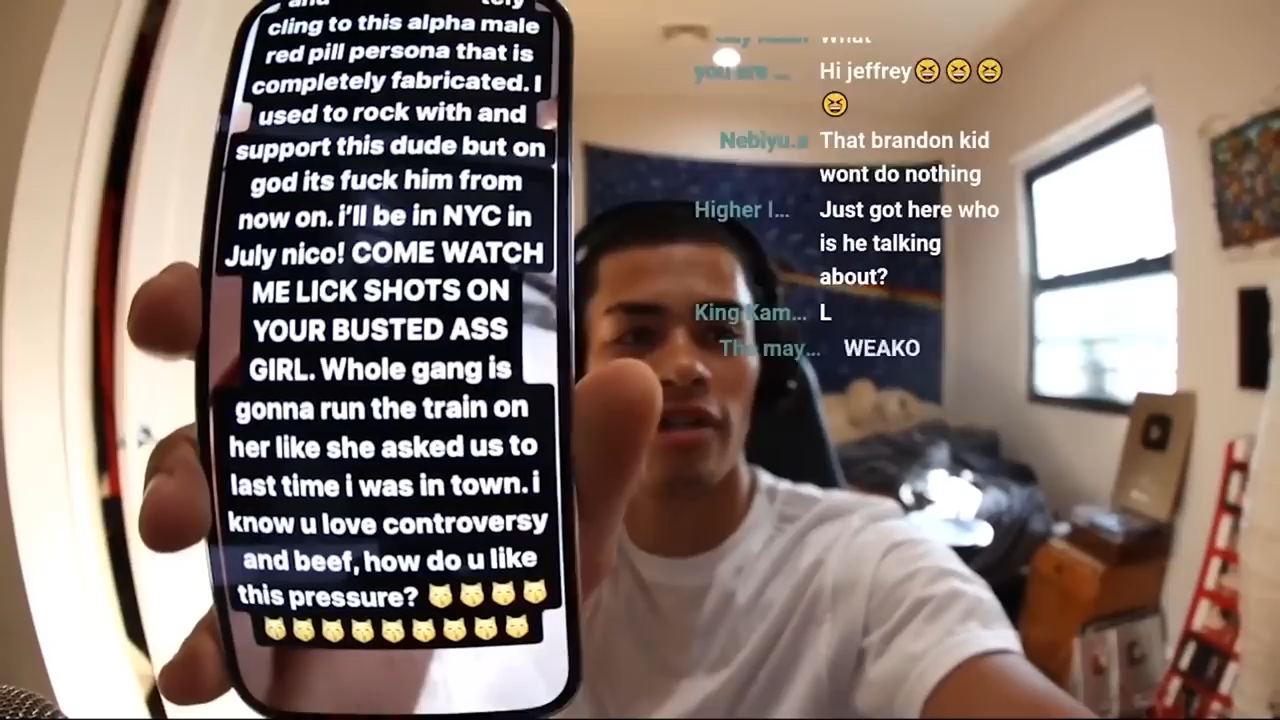 cling to this alpha male
red pill persona that is
completely fabricated. I
used to rock with and
support this dude but on
god its fuck him from
now on. i'll be in NYC in
July nico! COME WATCH
ME LICK SHOTS ON
YOUR BUSTED ASS
GIRL. Whole gang is
gonna run the train on
her like she asked us to
last time i was in town. i
know u love controversy
and beef, how do u like
this pressure? 😽😽😽😽
😽😽😽😽😽😽😽😽😽
What
you are ... Hi jeffrey😆😆😆
😆
Nebiyu.a That brandon kid
wont do nothing
Higher l... Just got here who
is he talking
about?
King Kam... L
The may... WEAKO